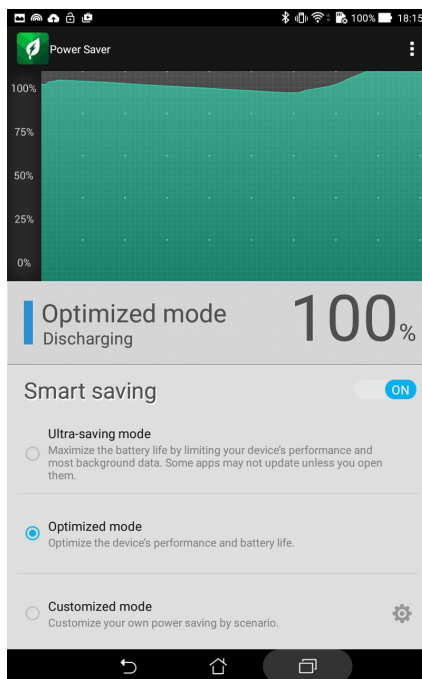 100% 18:15
Power Saver
100%
75%
50%
25%
0%
Optimized mode
Discharging
100%
Smart saving
ON
Ultra-saving mode
Maximize the battery life by limiting your device's performance and
most background data. Some apps may not update unless you open
them.
Optimized mode
Optimize the device's performance and battery life.
Customized mode
Customize your own power saving by scenario.